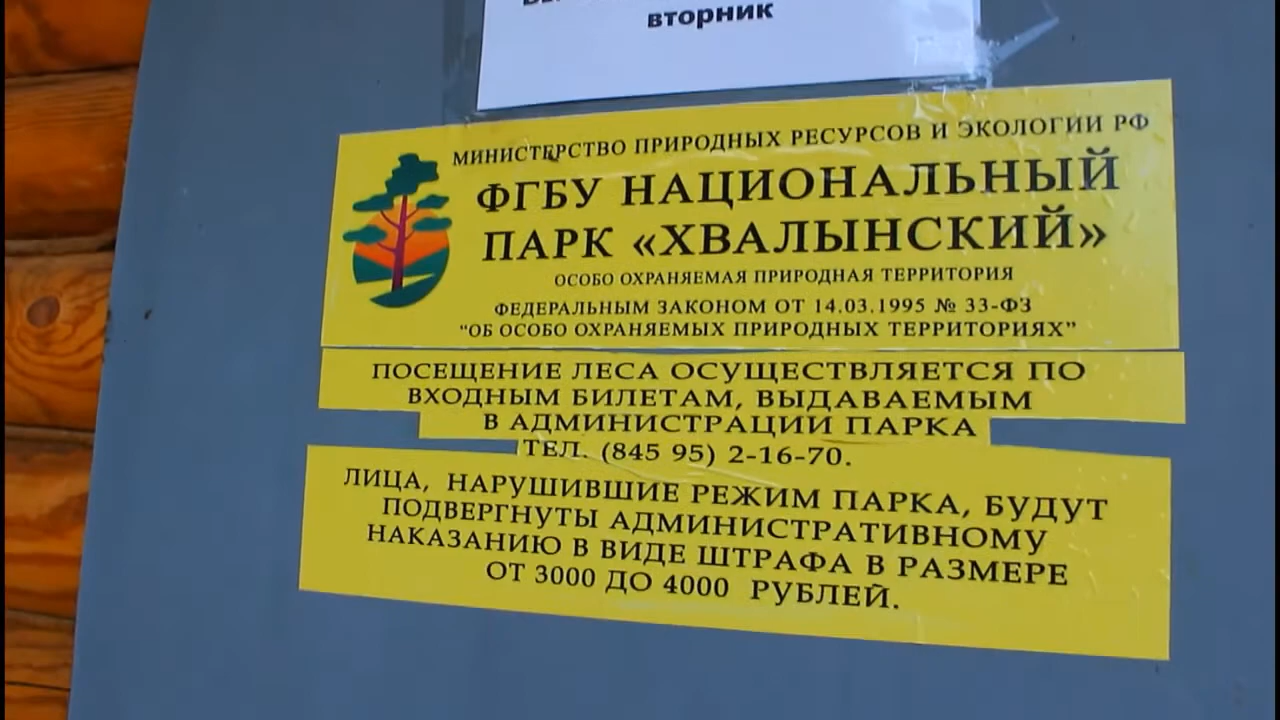 вторник
МИНИСТЕРСТВО ПРИРОДНЫХ РЕСУРСОВ И ЭКОЛОГИИ РФ
ФГБУ НАЦИОНАЛЬНЫЙ
ПАРК «ХВАЛЫНСКИЙ»
ОСОБО ОХРАНЯЕМАЯ ПРИРОДНАЯ ТЕРРИТОРИЯ
ФЕДЕРАЛЬНЫМ ЗАКОНОМ ОТ 14.03.1995 № 33-ФЗ
"ОБ ОСОБО ОХРАНЯЕМЫХ ПРИРОДНЫХ ТЕРРИТОРИЯХ"
ПОСЕЩЕНИЕ ЛЕСА ОСУЩЕСТВЛЯЕТСЯ ПО
ВХОДНЫМ БИЛЕТАМ, ВЫДАВАЕМЫМ
В АДМИНИСТРАЦИИ ПАРКА
ТЕЛ. (845 95) 2-16-70.
ЛИЦА, НАРУШИВШИЕ РЕЖИМ ПАРКА, БУДУТ
ПОДВЕРГНУТЫ АДМИНИСТРАТИВНОМУ
НАКАЗАНИЮ В ВИДЕ ШТРАФА В РАЗМЕРЕ
ОТ 3000 ДО 4000 РУБЛЕЙ.